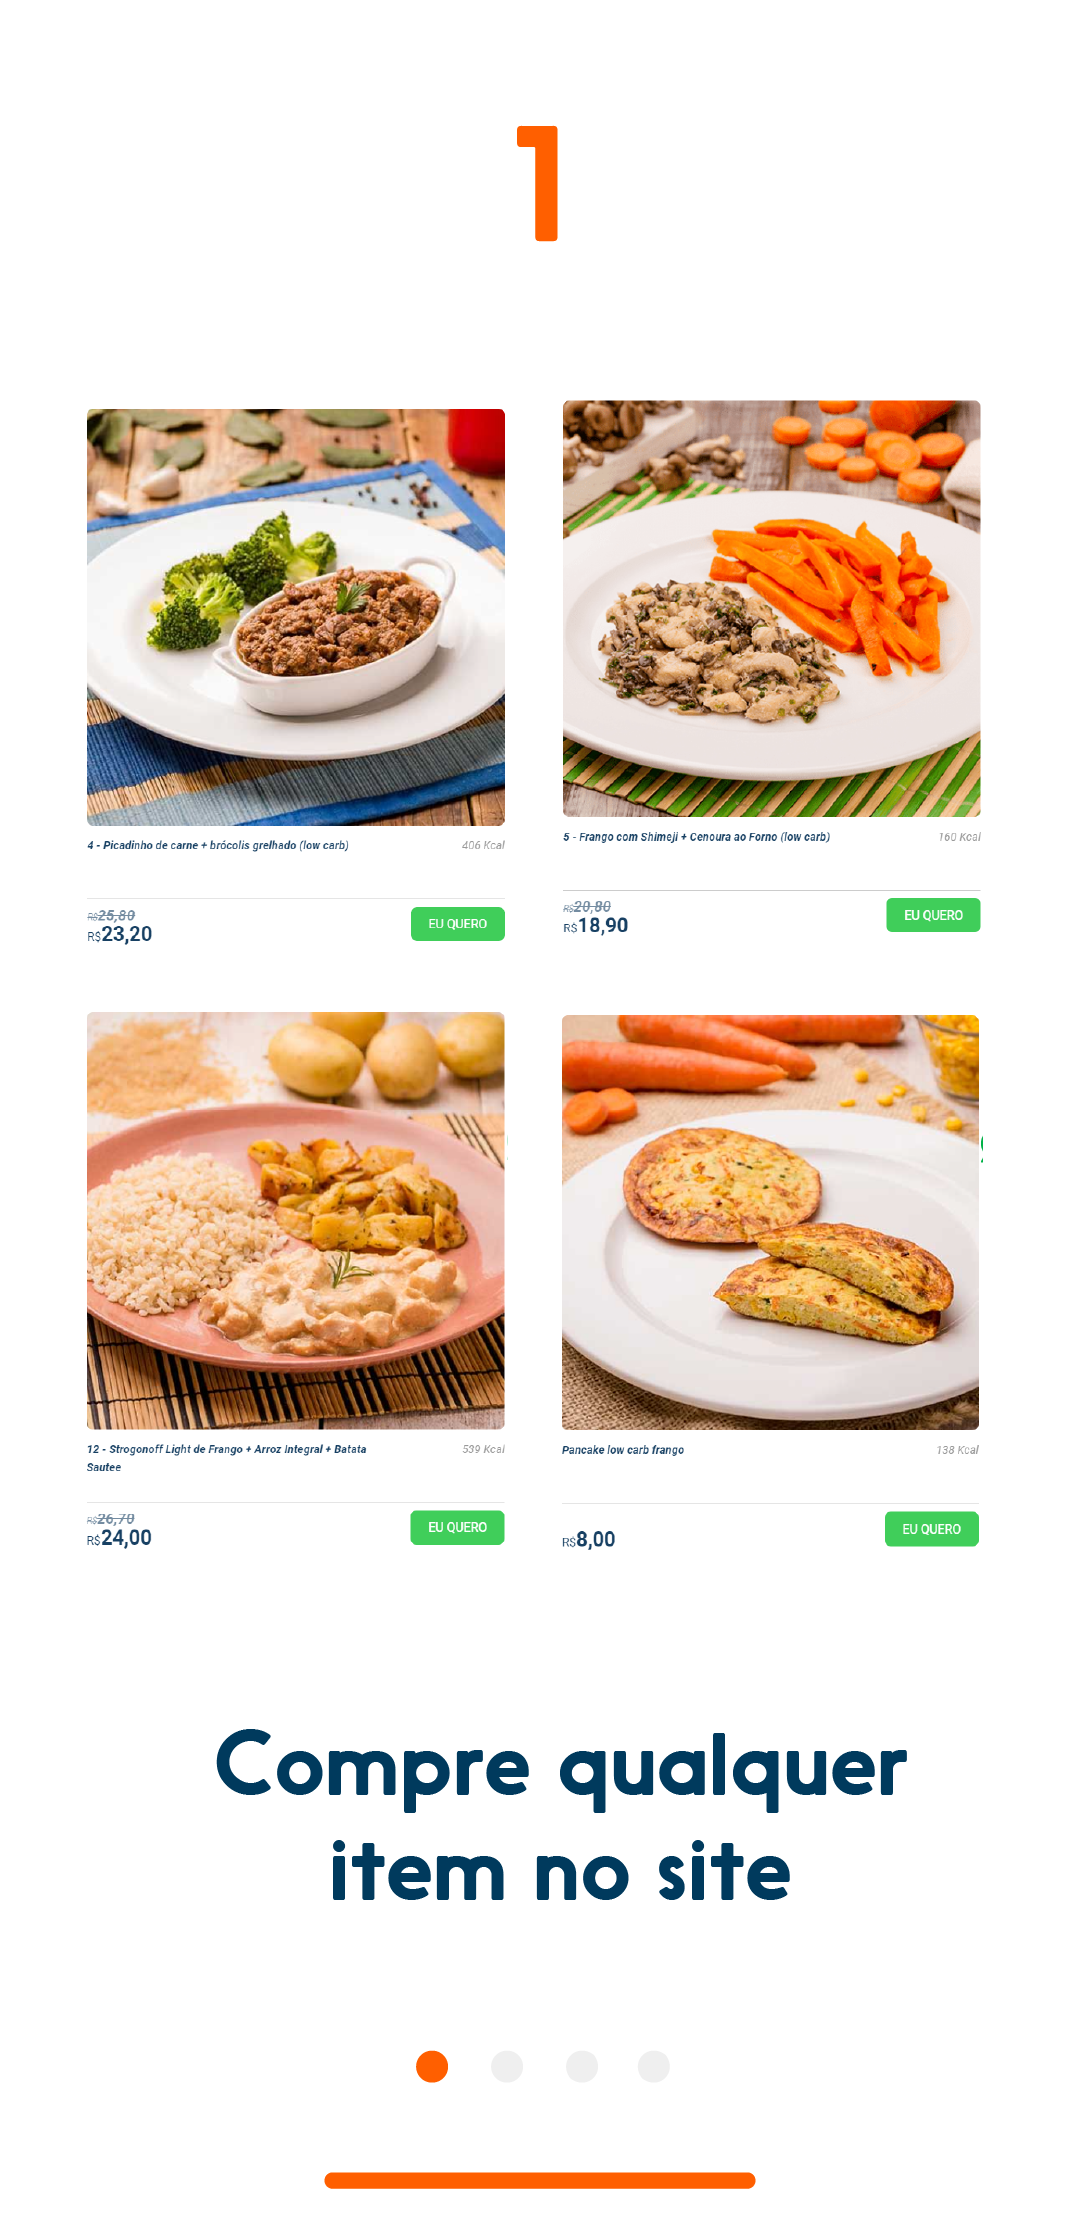 1
4 - Picadinho de carne + brócolis grelhado (low carb)
406 Kcal
R$25,80
R$23,20
EU QUERO
5 - Frango com Shimeji + Cenoura ao Forno (low carb)
160 Kcal
R$20,80
R$18,90
EU QUERO
12 - Strogonoff Light de Frango + Arroz Integral + Batata
Sautee
539 Kcal
R$26,70
R$24,00
EU QUERO
Pancake low carb frango
138 Kcal
R$8,00
EU QUERO
Compre qualquer
item no site